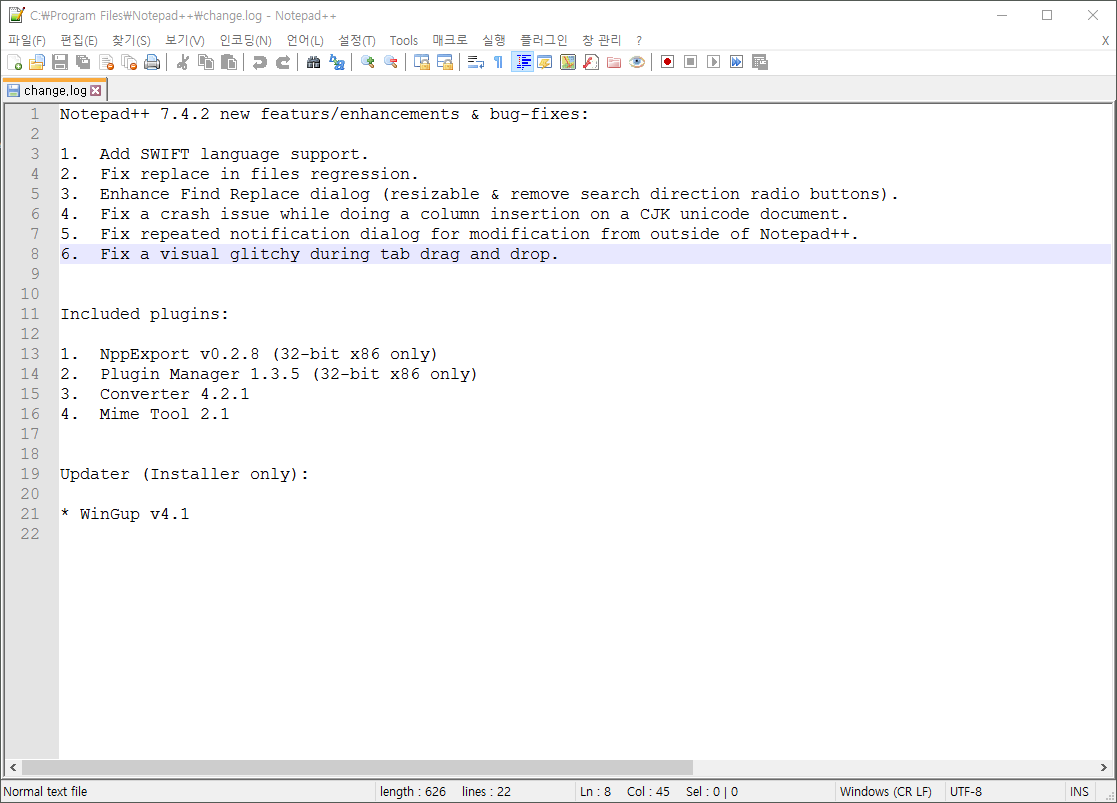 C:₩Program Files₩Notepad++₩change.log - Notepad++
파일(F) 편집(E) 찾기(S) 보기(V) 인코딩(N) 언어(L) 설정(T) Tools 매크로 실행 플러그인 창 관리 ? X
change.log
1 Notepad++ 7.4.2 new featurs/enhancements & bug-fixes:
2
3 1.  Add SWIFT language support.
4 2.  Fix replace in files regression.
5 3.  Enhance Find Replace dialog (resizable & remove search direction radio buttons).
6 4.  Fix a crash issue while doing a column insertion on a CJK unicode document.
7 5.  Fix repeated notification dialog for modification from outside of Notepad++.
8 6.  Fix a visual glitchy during tab drag and drop.
9
10
11 Included plugins:
12
13 1.  NppExport v0.2.8 (32-bit x86 only)
14 2.  Plugin Manager 1.3.5 (32-bit x86 only)
15 3.  Converter 4.2.1
16 4.  Mime Tool 2.1
17
18
19 Updater (Installer only):
20
21 * WinGup v4.1
22
Normal text file length : 626 lines : 22 Ln : 8 Col : 45 Sel : 0 | 0 Windows (CR LF) UTF-8 INS